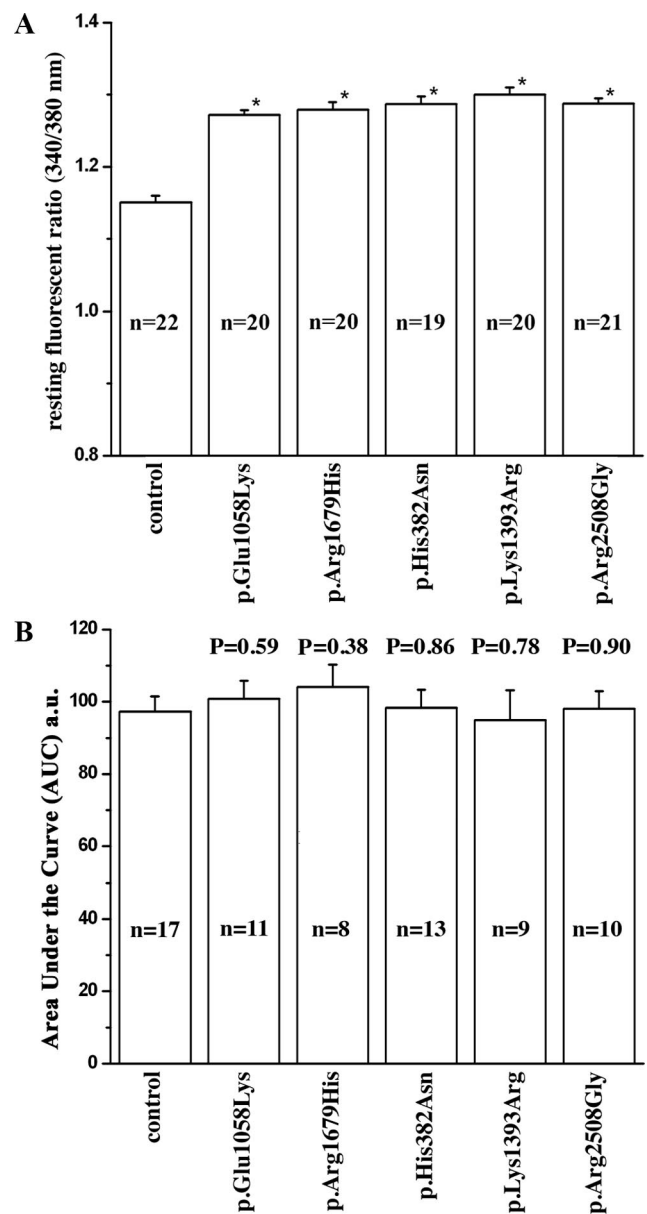 A
resting fluorescent ratio (340/380 nm)
1.4
1.2
1.0
0.8
* * * * *
n=22 n=20 n=20 n=19 n=20 n=21
control p.Glu1058Lys p.Arg1679His p.His382Asn p.Lys1393Arg p.Arg2508Gly
B
Area Under the Curve (AUC) a.u.
120
100
80
60
40
20
0
P=0.59 P=0.38 P=0.86 P=0.78 P=0.90
n=17 n=11 n=8 n=13 n=9 n=10
control p.Glu1058Lys p.Arg1679His p.His382Asn p.Lys1393Arg p.Arg2508Gly